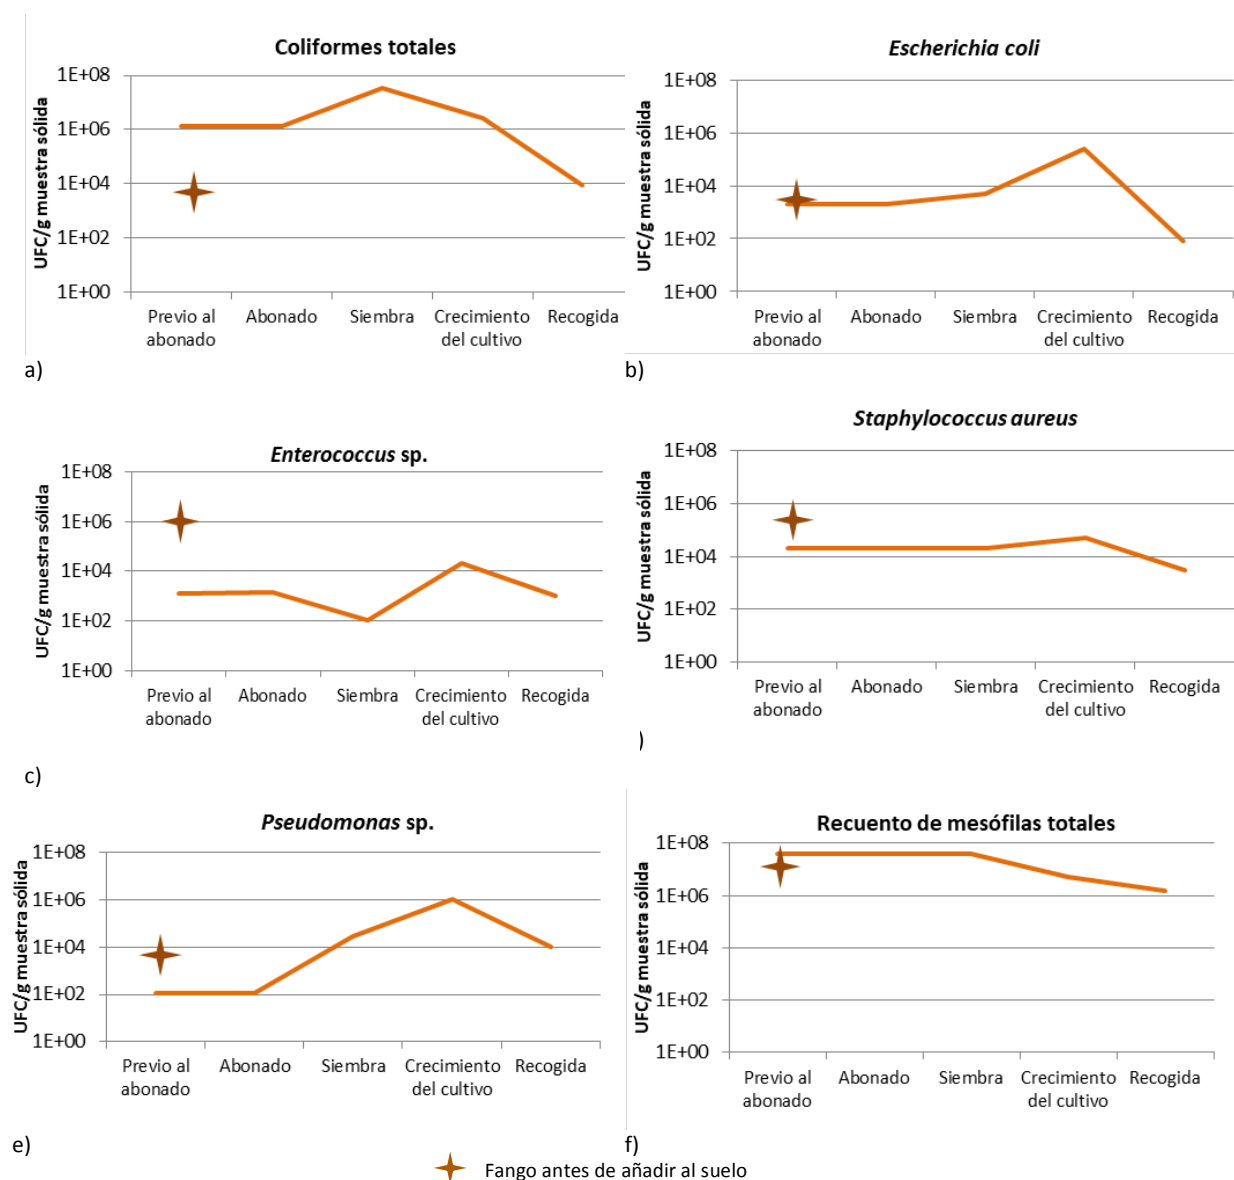 Coliformes totales
UFC/g muestra sólida
1E+08
1E+06
1E+04
1E+02
1E+00
Previo al
abonado
Abonado
Siembra
Crecimiento
del cultivo
Recogida
a)
Escherichia coli
UFC/g muestra sólida
1E+08
1E+06
1E+04
1E+02
1E+00
Previo al
abonado
Abonado
Siembra
Crecimiento
del cultivo
Recogida
b)
Enterococcus sp.
UFC/g muestra sólida
1E+08
1E+06
1E+04
1E+02
1E+00
Previo al
abonado
Abonado
Siembra
Crecimiento
del cultivo
Recogida
c)
Staphylococcus aureus
UFC/g muestra sólida
1E+08
1E+06
1E+04
1E+02
1E+00
Previo al
abonado
Abonado
Siembra
Crecimiento
del cultivo
Recogida
)
Pseudomonas sp.
UFC/g muestra sólida
1E+08
1E+06
1E+04
1E+02
1E+00
Previo al
abonado
Abonado
Siembra
Crecimiento
del cultivo
Recogida
e)
Recuento de mesófilas totales
UFC/g muestra sólida
1E+08
1E+06
1E+04
1E+02
1E+00
Previo al
abonado
Abonado
Siembra
Crecimiento
del cultivo
Recogida
f)
Fango antes de añadir al suelo